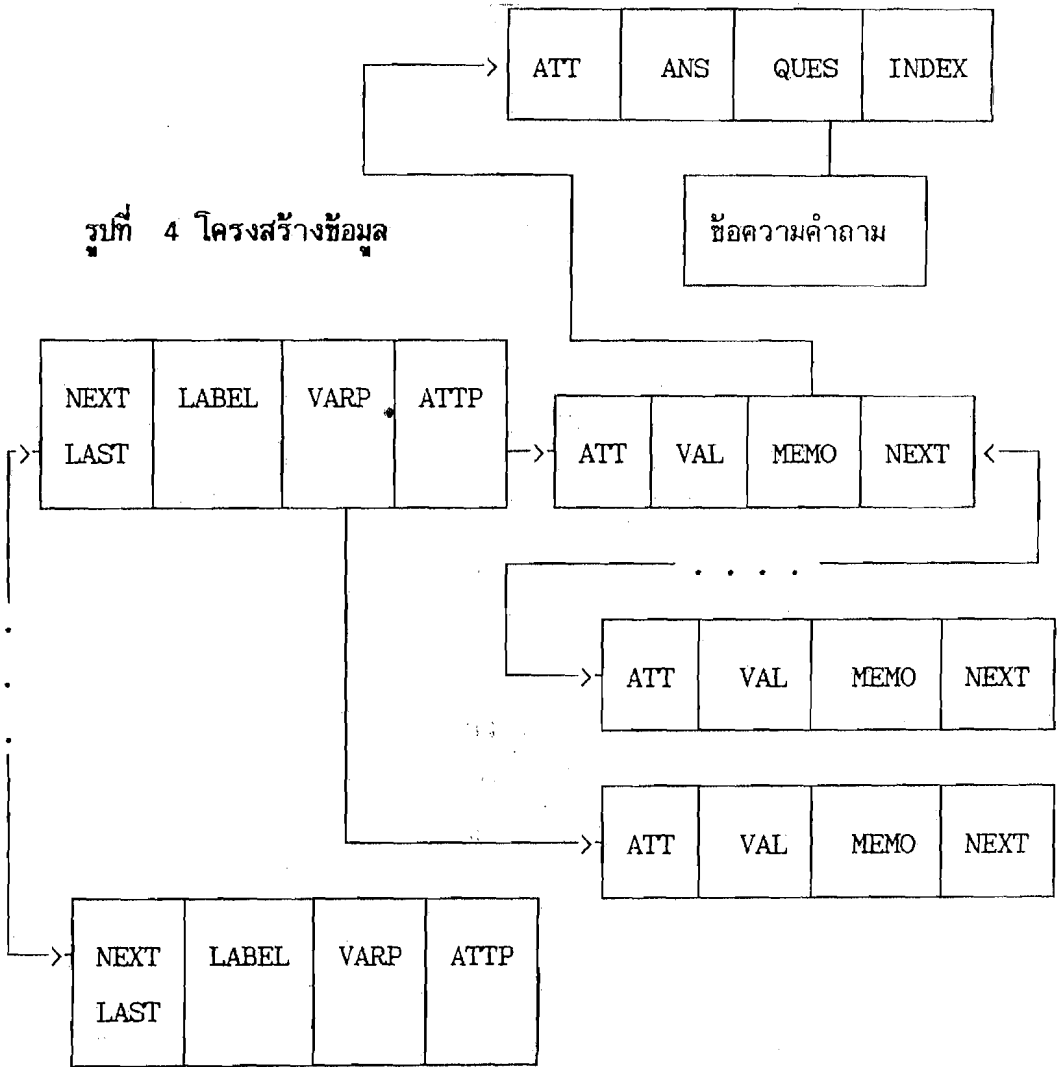 ATT ANS QUES INDEX
ข้อความคำถาม
รูปที่ 4 โครงสร้างข้อมูล
NEXT LABEL VARP ATTP
LAST
ATT VAL MEMO NEXT
. . . .
ATT VAL MEMO NEXT
ATT VAL MEMO NEXT
NEXT LABEL VARP ATTP
LAST